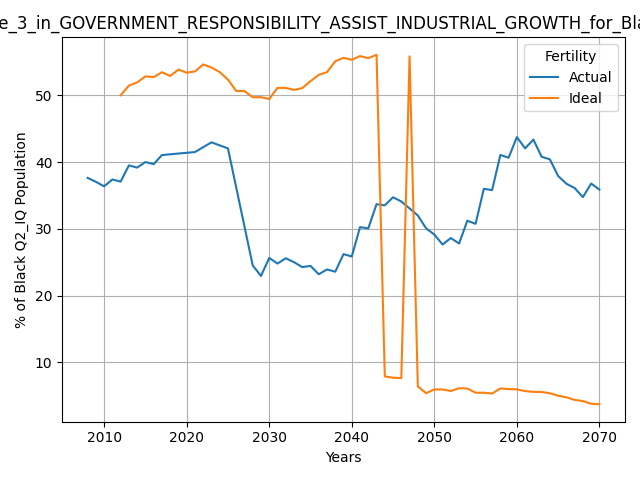 e_3_in_GOVERNMENT_RESPONSIBILITY_ASSIST_INDUSTRIAL_GROWTH_for_Bla
Fertility
Actual
Ideal
% of Black Q2_IQ Population
50
40
30
20
10
2010 2020 2030 2040 2050 2060 2070
Years